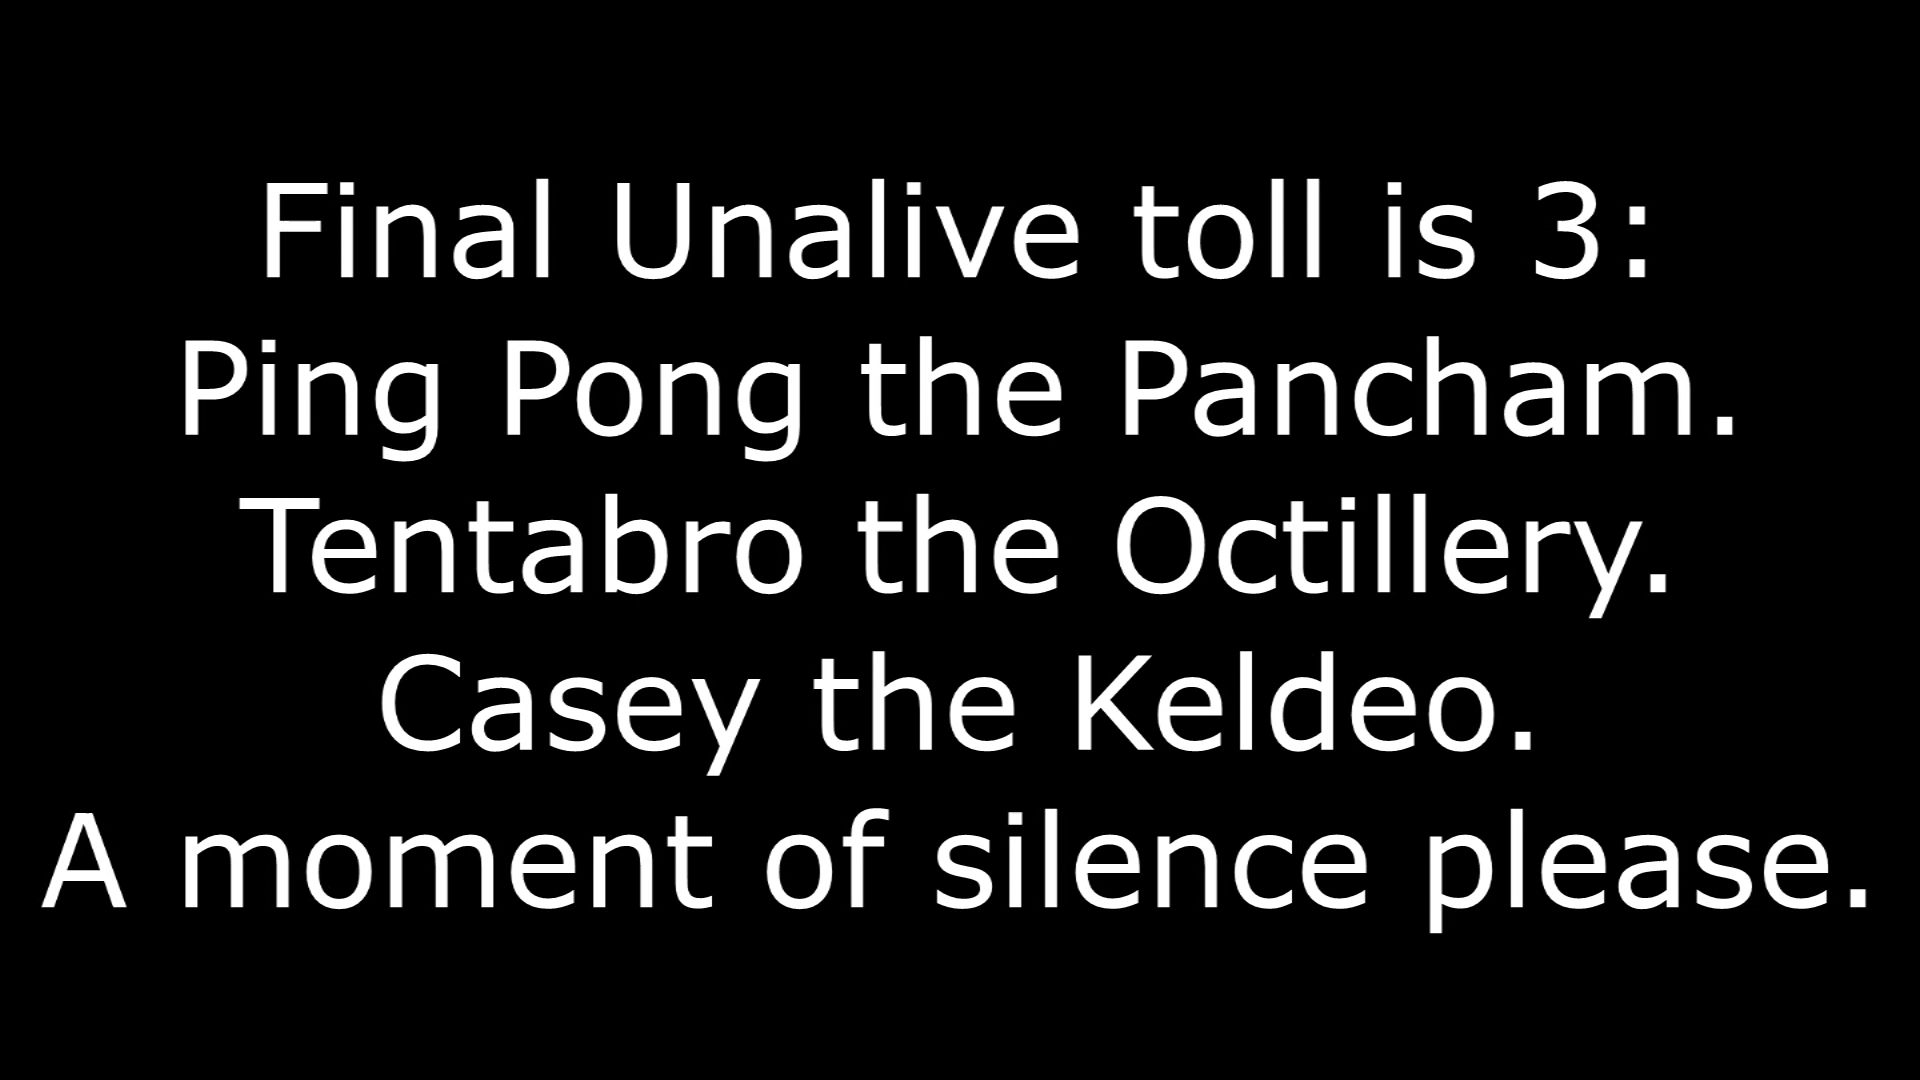 Final Unalive toll is 3:
Ping Pong the Pancham.
Tentabro the Octillery.
Casey the Keldeo.
A moment of silence please.